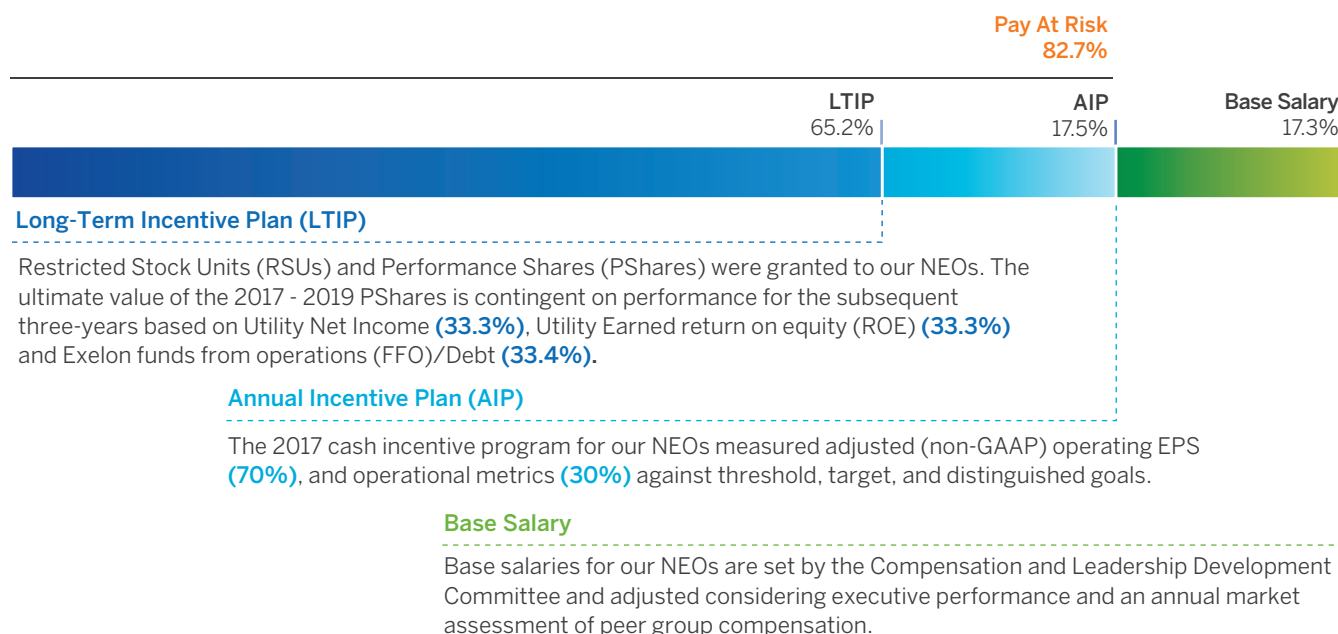 Pay At Risk
82.7%
LTIP
65.2%
AIP
17.5%
Base Salary
17.3%
Long-Term Incentive Plan (LTIP)
Restricted Stock Units (RSUs) and Performance Shares (PShares) were granted to our NEOs. The
ultimate value of the 2017 - 2019 PShares is contingent on performance for the subsequent
three-years based on Utility Net Income (33.3%), Utility Earned return on equity (ROE) (33.3%)
and Exelon funds from operations (FFO)/Debt (33.4%).
Annual Incentive Plan (AIP)
The 2017 cash incentive program for our NEOs measured adjusted (non-GAAP) operating EPS
(70%), and operational metrics (30%) against threshold, target, and distinguished goals.
Base Salary
Base salaries for our NEOs are set by the Compensation and Leadership Development
Committee and adjusted considering executive performance and an annual market
assessment of peer group compensation.